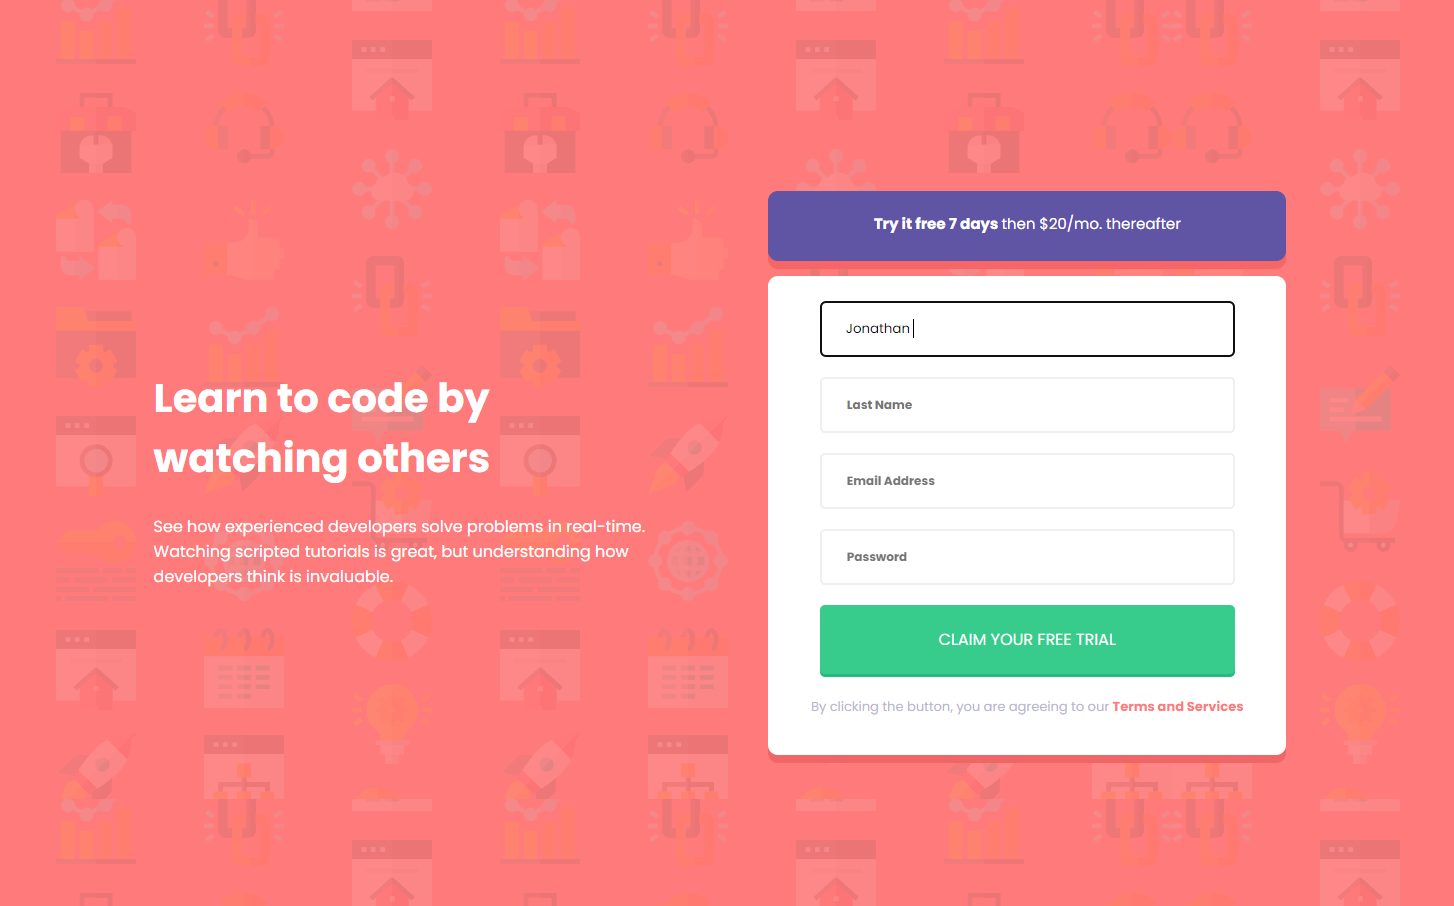 Learn to code by
watching others
See how experienced developers solve problems in real-time.
Watching scripted tutorials is great, but understanding how
developers think is invaluable.
Try it free 7 days then $20/mo. thereafter
Jonathan
Last Name
Email Address
Password
CLAIM YOUR FREE TRIAL
By clicking the button, you are agreeing to our Terms and Services